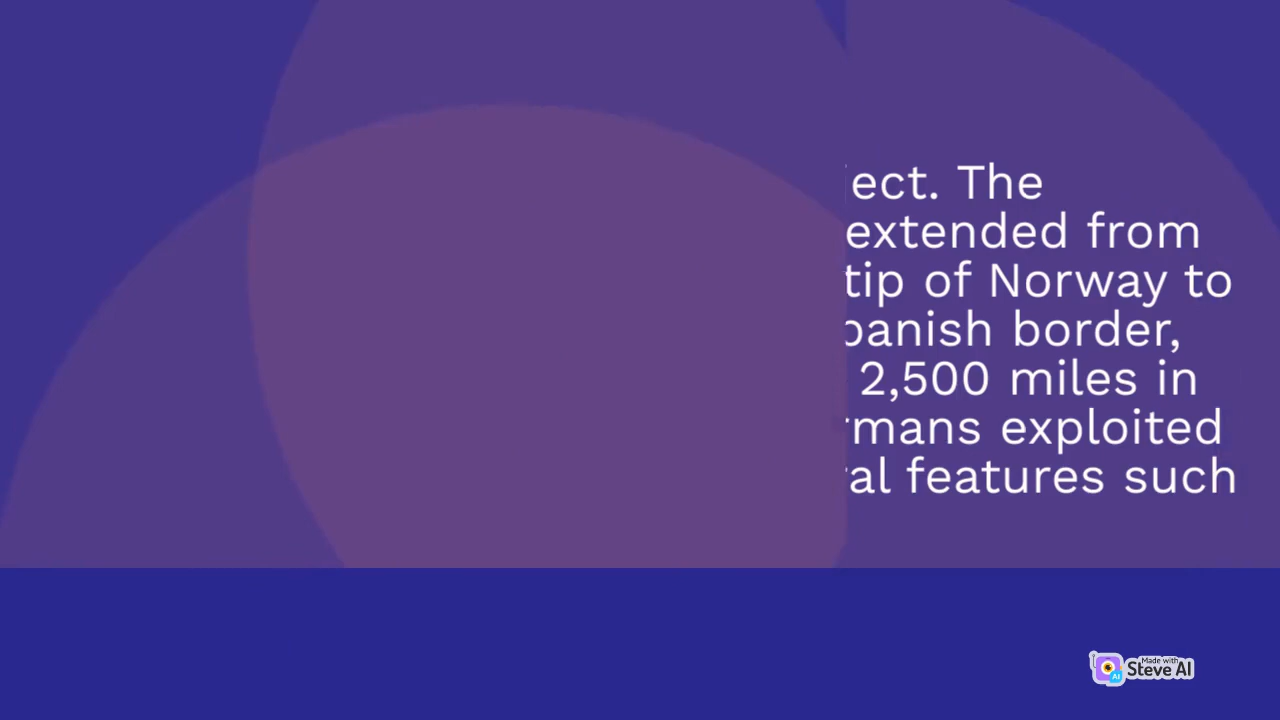 ect. The
extended from
tip of Norway to
panish border,
2,500 miles in
rmans exploited
al features such
Made with
Steve AI
AI